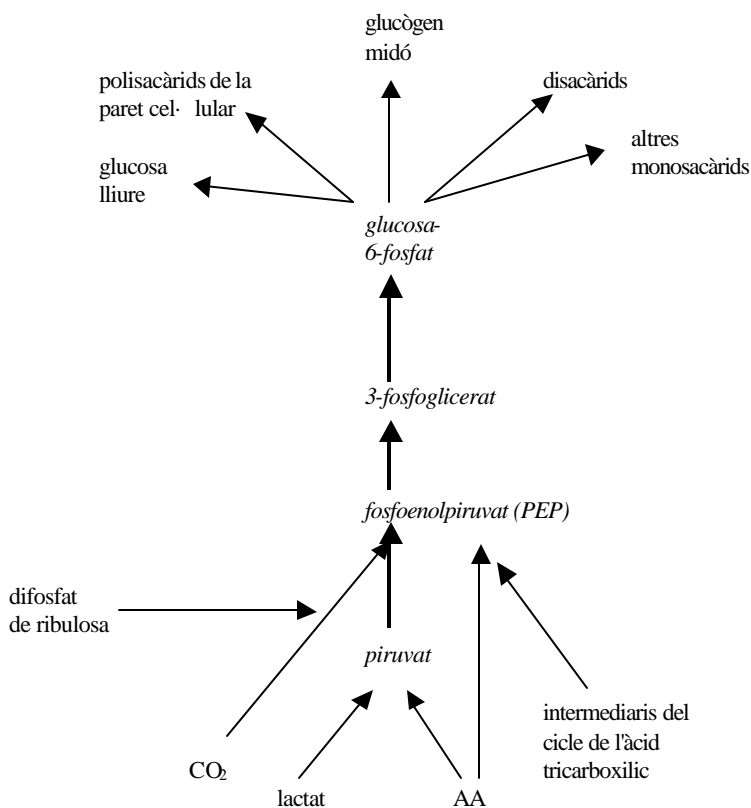 glucògen
midó
polisacàrids de la
paret cel· lular
disacàrids
altres
monosacàrids
glucosa
lliure
glucosa-
6-fosfat
3-fosfoglicerat
fosfoenolpiruvat (PEP)
difosfat
de ribulosa
piruvat
intermediaris del
cicle de l'àcid
tricarboxilic
CO2
lactat
AA